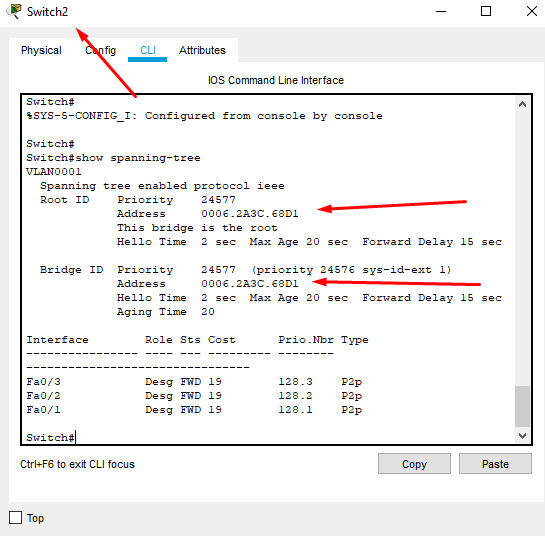 Switch2
Physical Config CLI Attributes
IOS Command Line Interface
Switch#
%SYS-5-CONFIG_I: Configured from console by console
Switch#
Switch#show spanning-tree
VLAN0001
  Spanning tree enabled protocol ieee
  Root ID    Priority    24577
             Address     0006.2A3C.68D1
             This bridge is the root
             Hello Time  2 sec  Max Age 20 sec  Forward Delay 15 sec
  Bridge ID  Priority    24577  (priority 24576 sys-id-ext 1)
             Address     0006.2A3C.68D1
             Hello Time  2 sec  Max Age 20 sec  Forward Delay 15 sec
             Aging Time  20
Interface        Role Sts Cost      Prio.Nbr Type
---------------- ---- --- --------- --------
--------------------------------
Fa0/3            Desg FWD 19        128.3    P2p
Fa0/2            Desg FWD 19        128.2    P2p
Fa0/1            Desg FWD 19        128.1    P2p
Switch#
Ctrl+F6 to exit CLI focus Copy Paste
Top